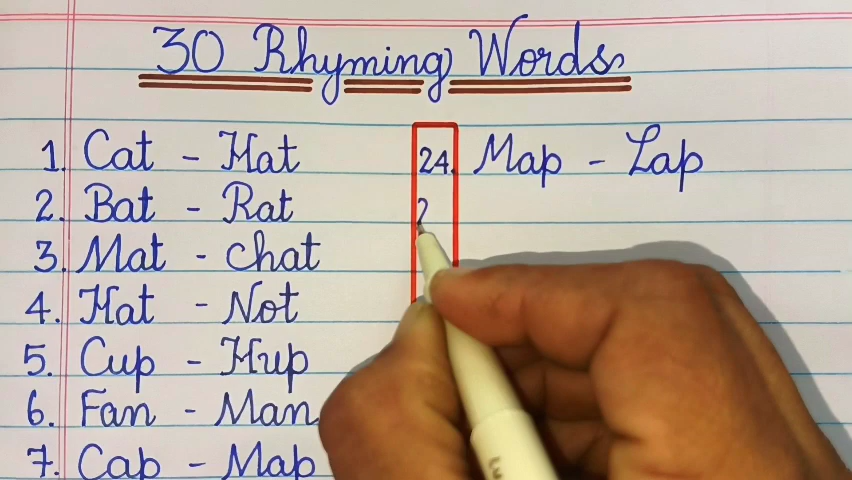 30 Rhyming Words
1. Cat - Hat
2. Bat - Rat
3. Mat - Chat
4. Hat - Not
5. Cup - Hup
6. Fan - Man
7. Cap - Map
24. Map - Lap
2